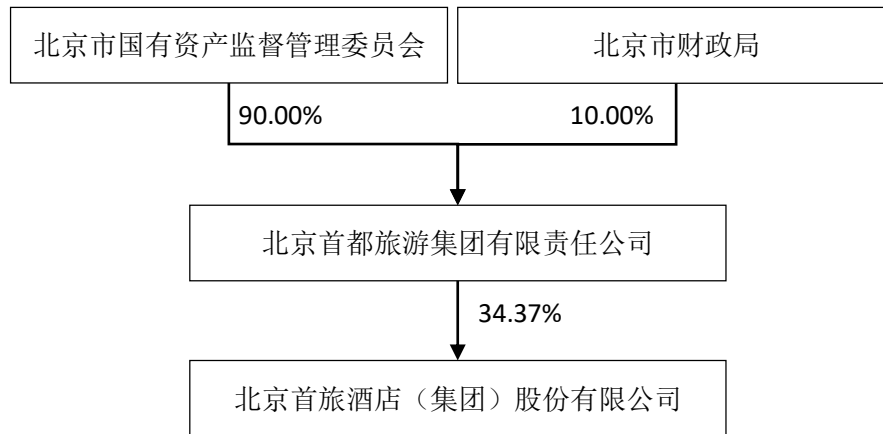 北京市国有资产监督管理委员会
北京市财政局
90.00%
10.00%
北京首都旅游集团有限责任公司
34.37%
北京首旅酒店（集团）股份有限公司